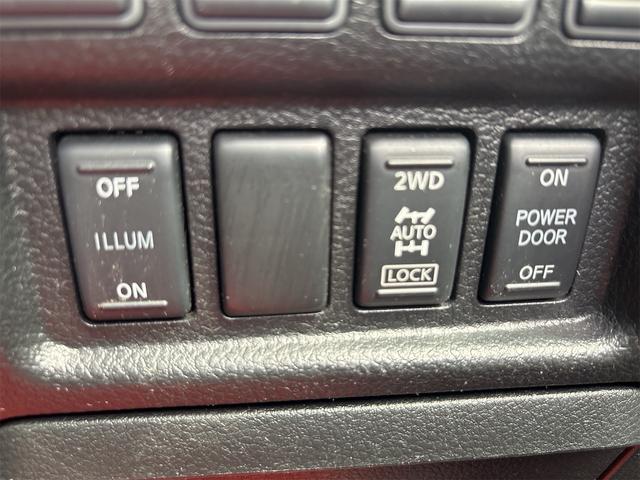 OFF
ILLUM
ON
2WD
AUTO
LOCK
ON
POWER
DOOR
OFF